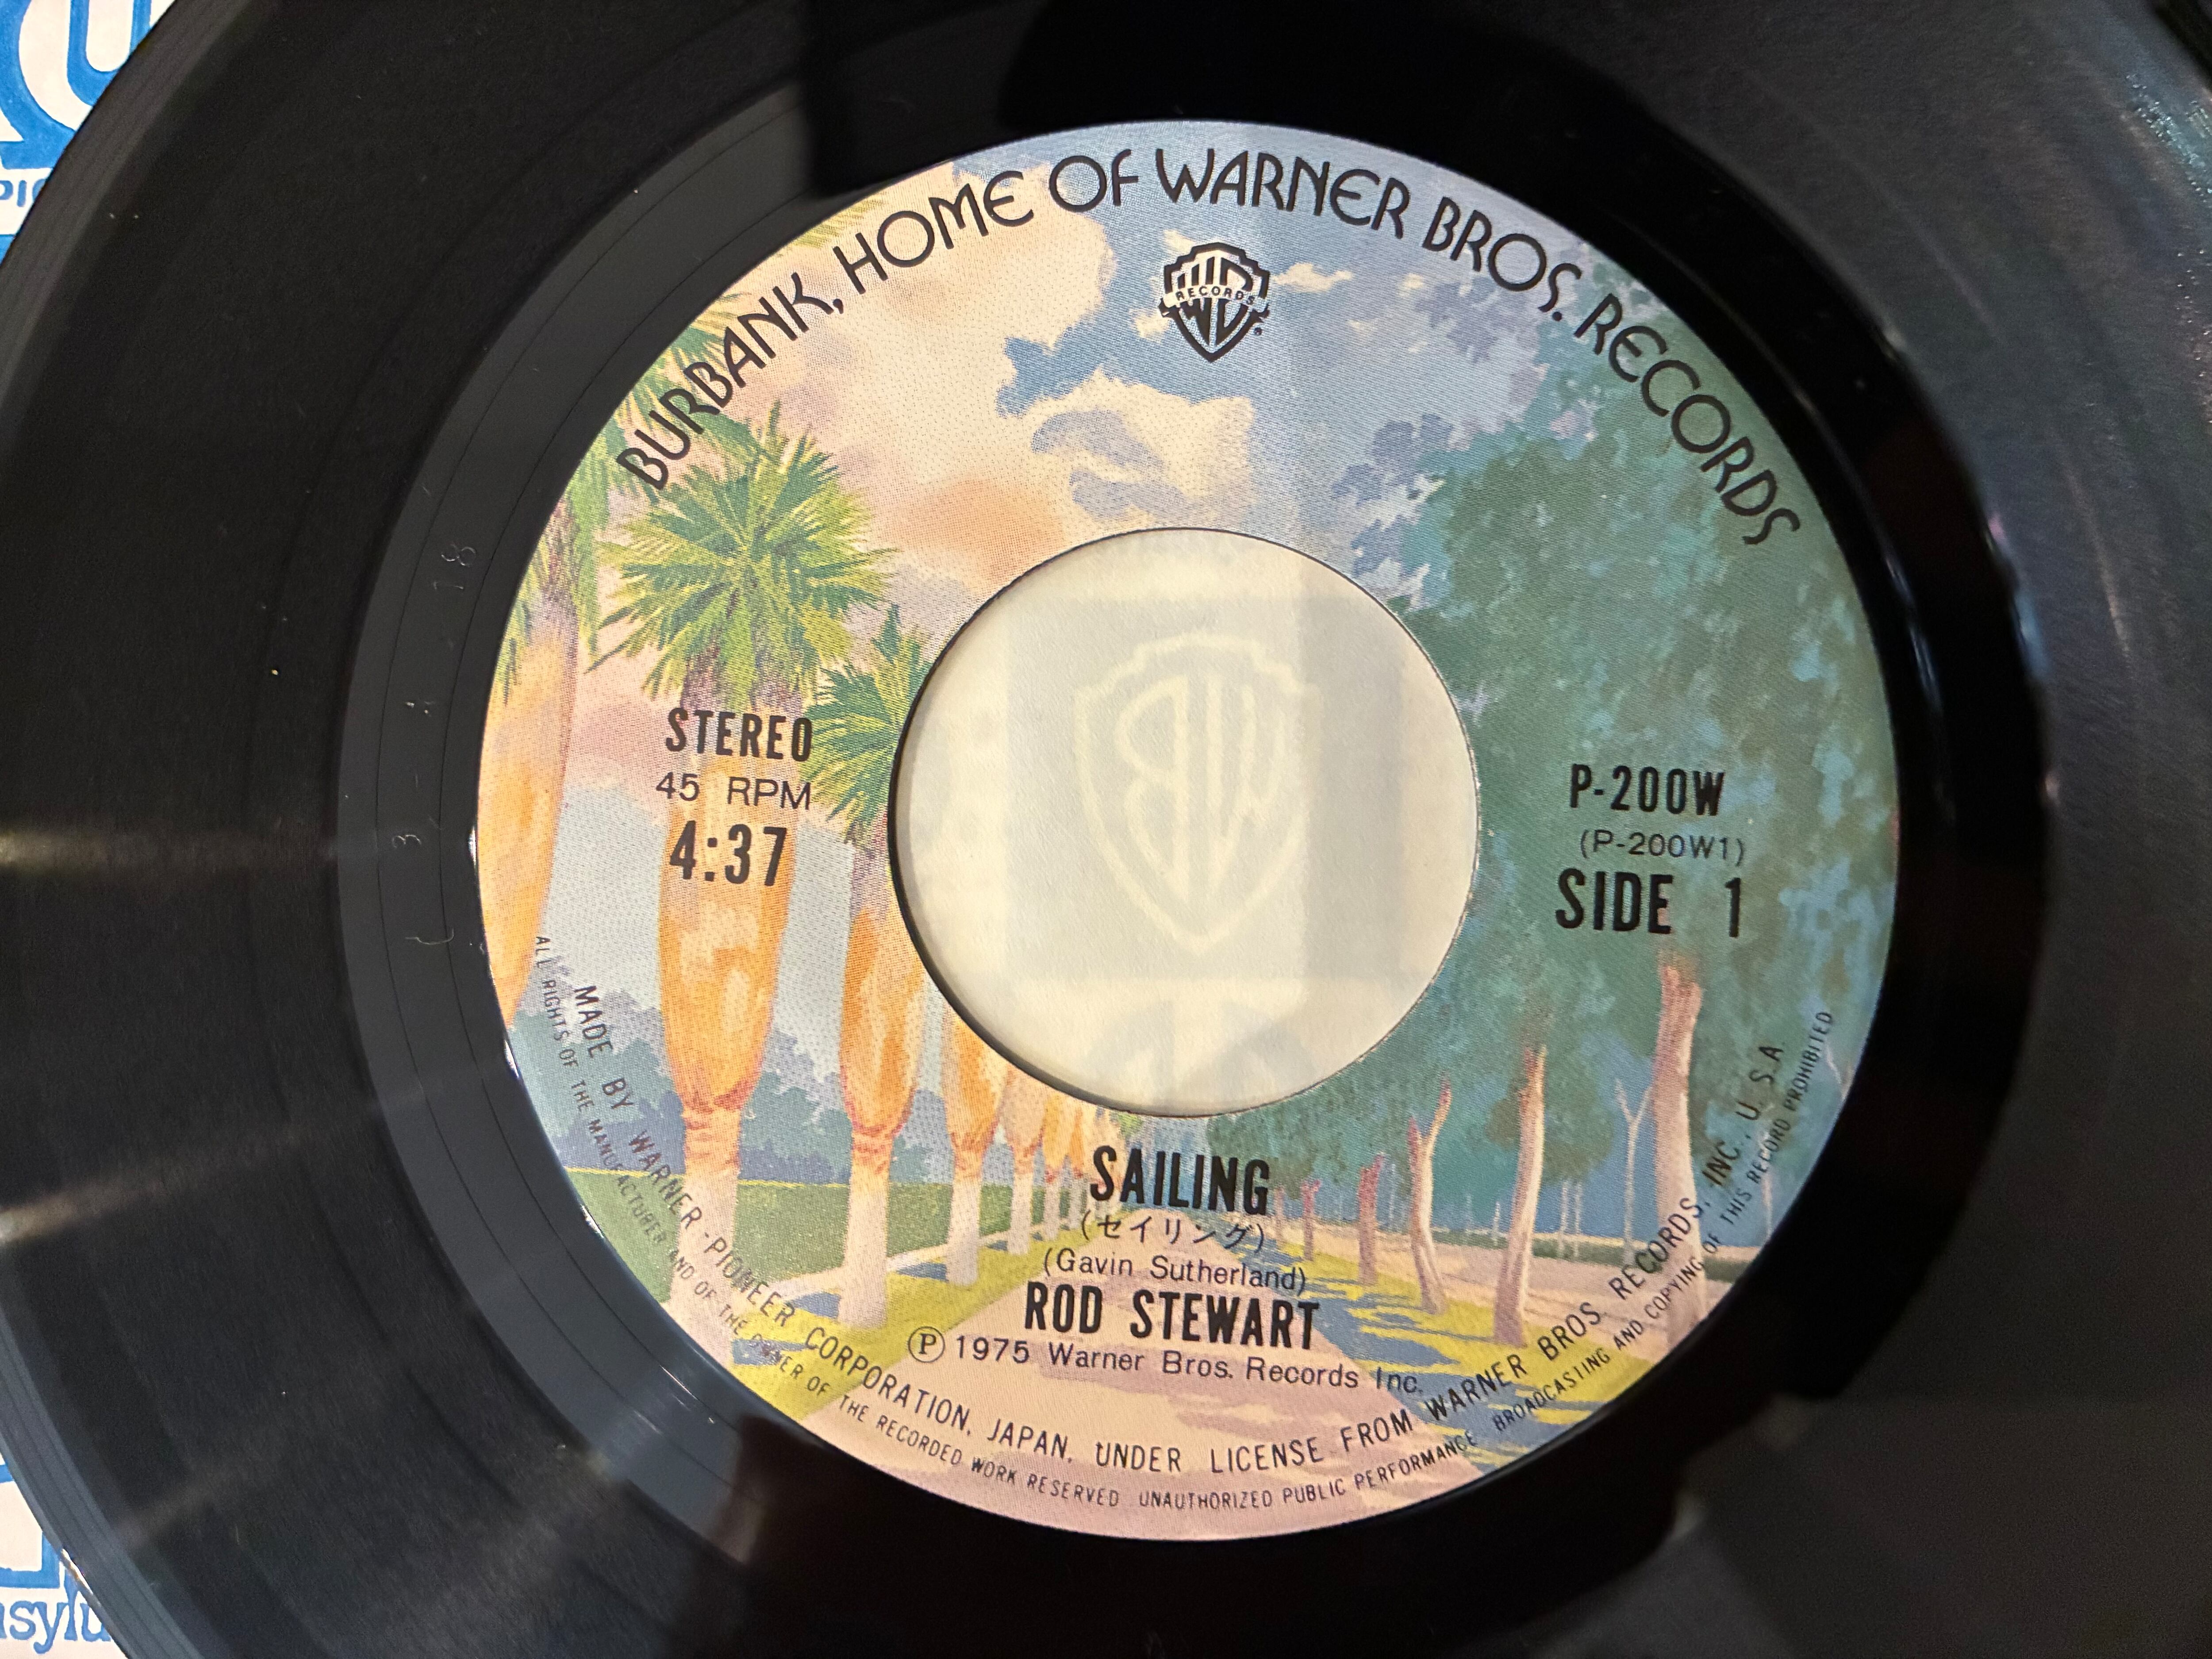 BURBANK, HOME OF WARNER BROS. RECORDS
RECORDS
STEREO
45 RPM
4:37
P-200W
(P-200W1)
SIDE 1
SAILING
(セイリング)
(Gavin Sutherland)
ROD STEWART
Ⓟ 1975 Warner Bros. Records Inc.
MADE BY WARNER-PIONEER CORPORATION, JAPAN, UNDER LICENSE FROM WARNER BROS. RECORDS, INC., U.S.A.
ALL RIGHTS OF THE MANUFACTURER AND OF THE OWNER OF THE RECORDED WORK RESERVED UNAUTHORIZED PUBLIC PERFORMANCE BROADCASTING AND COPYING OF THIS RECORD PROHIBITED